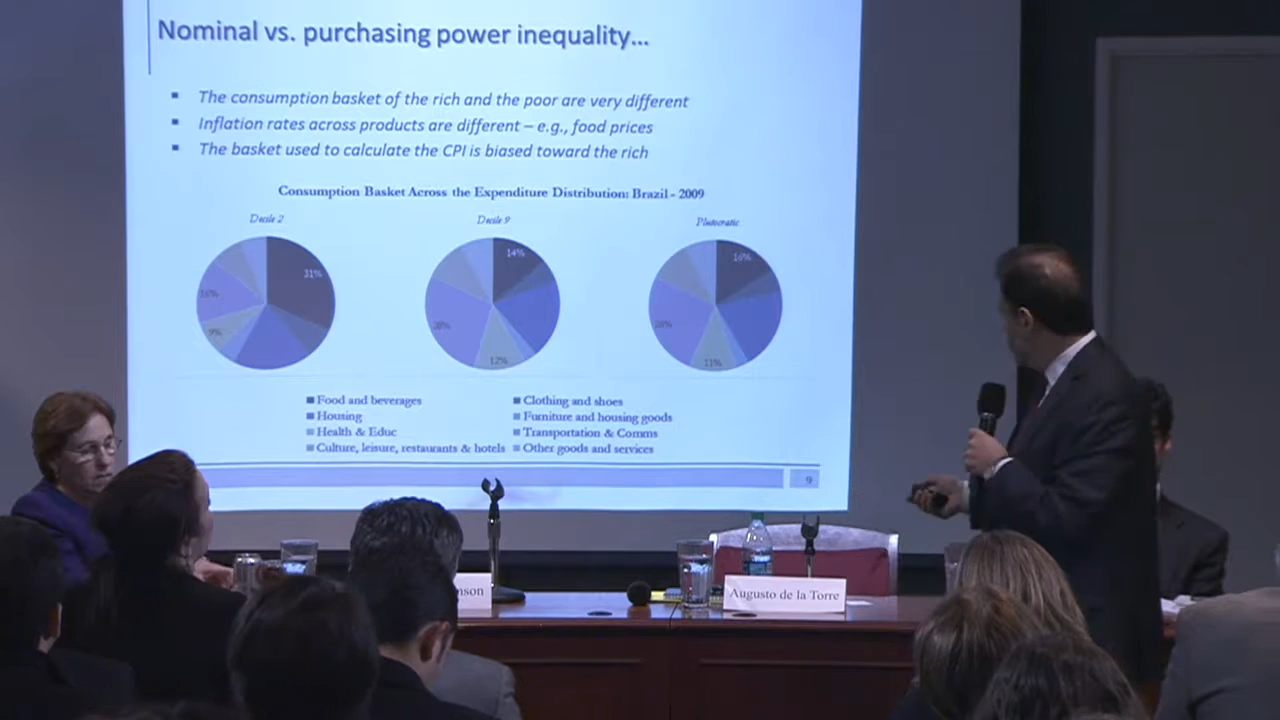 Nominal vs. purchasing power inequality...
▪ The consumption basket of the rich and the poor are very different
▪ Inflation rates across products are different – e.g., food prices
▪ The basket used to calculate the CPI is biased toward the rich
Consumption Basket Across the Expenditure Distribution: Brazil - 2009
Decile 2
Decile 9
Plutocratic
31%
16%
9%
14%
28%
12%
16%
11%
Food and beverages
Clothing and shoes
Housing
Furniture and housing goods
Health & Educ
Transportation & Comms
Culture, leisure, restaurants & hotels
Other goods and services
9
nson
Augusto de la Torre